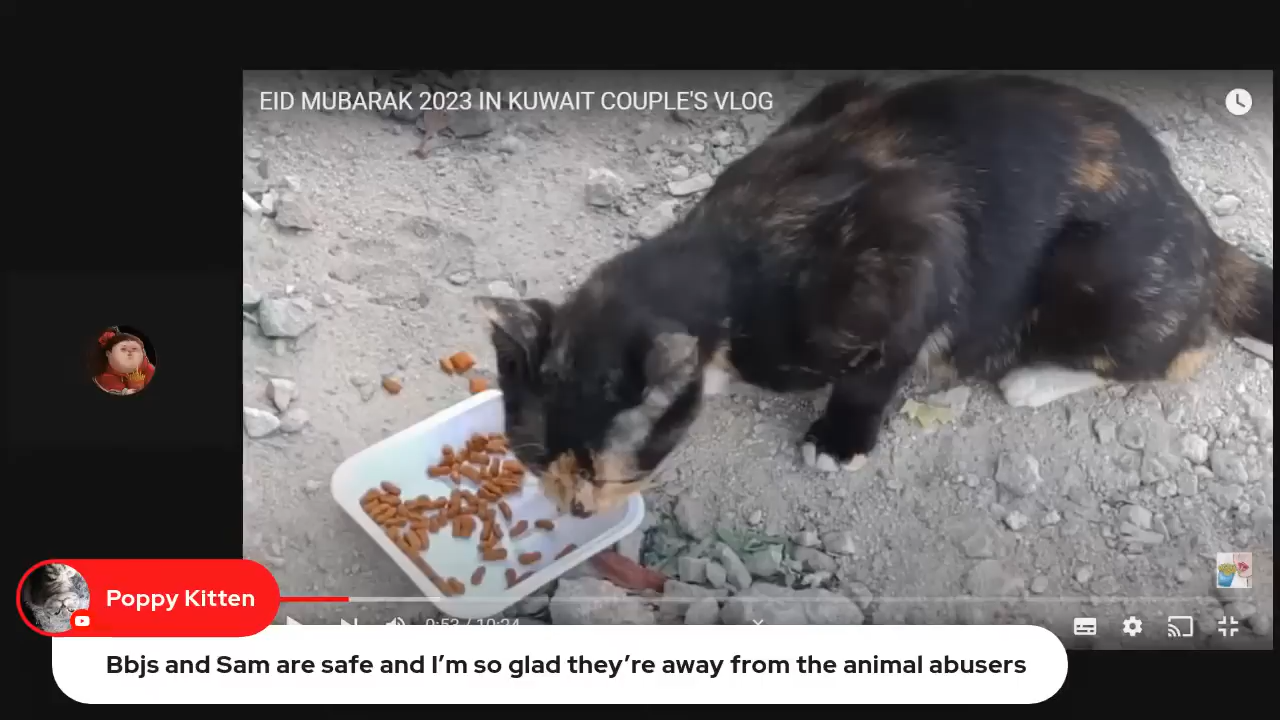 EID MUBARAK 2023 IN KUWAIT COUPLE'S VLOG
Poppy Kitten
0:53 / 10:24
Bbjs and Sam are safe and I’m so glad they’re away from the animal abusers